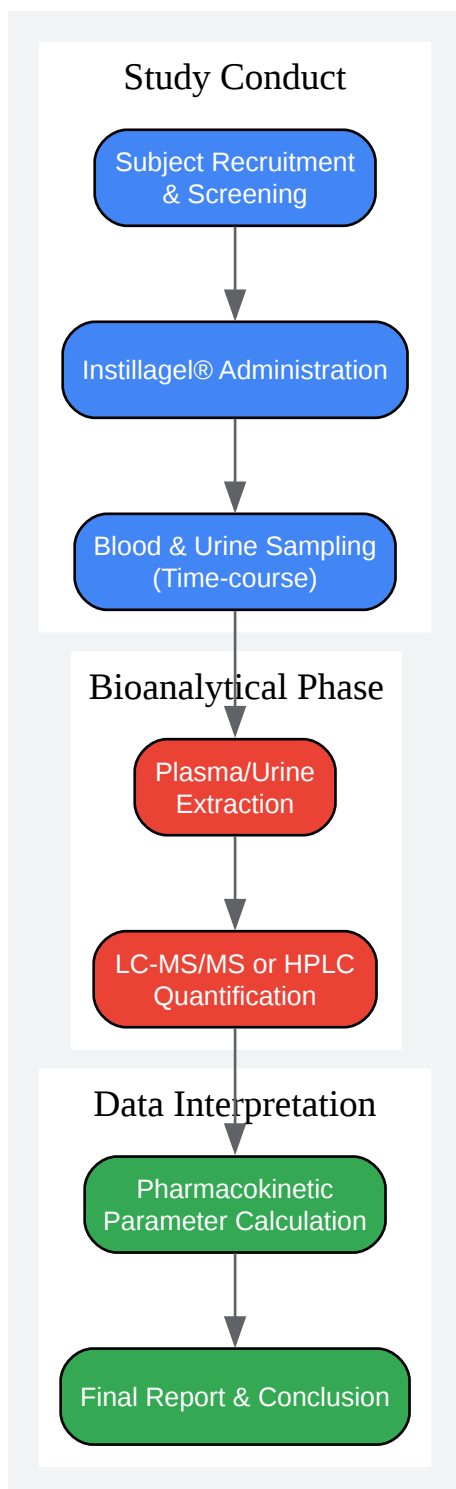 Study Conduct
Subject Recruitment
& Screening
Instillagel® Administration
Blood & Urine Sampling
(Time-course)
Bioanalytical Phase
Plasma/Urine
Extraction
LC-MS/MS or HPLC
Quantification
Data Interpretation
Pharmacokinetic
Parameter Calculation
Final Report & Conclusion